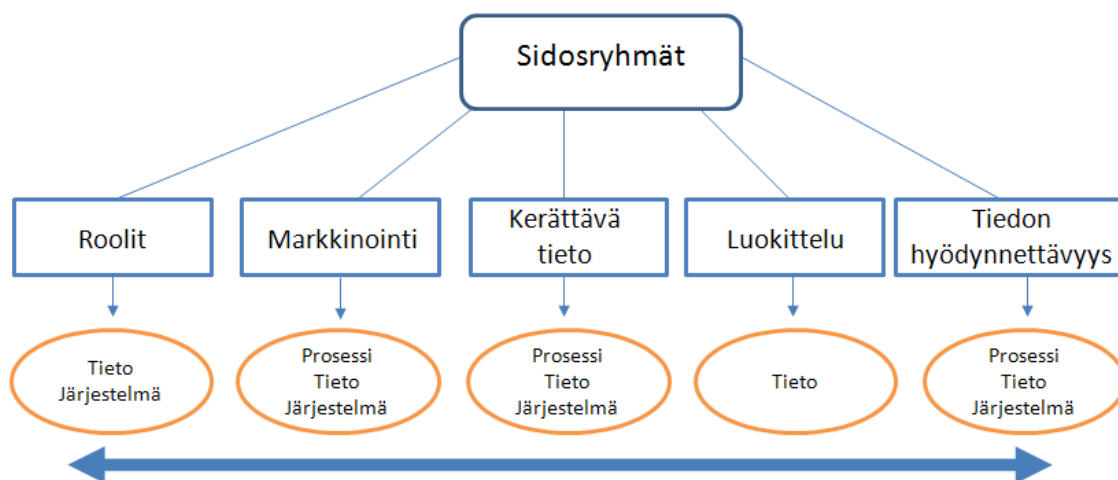 Sidosryhmät
Roolit
Markkinointi
Kerättävä
tieto
Luokittelu
Tiedon
hyödynnettävyys
Tieto
Järjestelmä
Prosessi
Tieto
Järjestelmä
Prosessi
Tieto
Järjestelmä
Tieto
Prosessi
Tieto
Järjestelmä